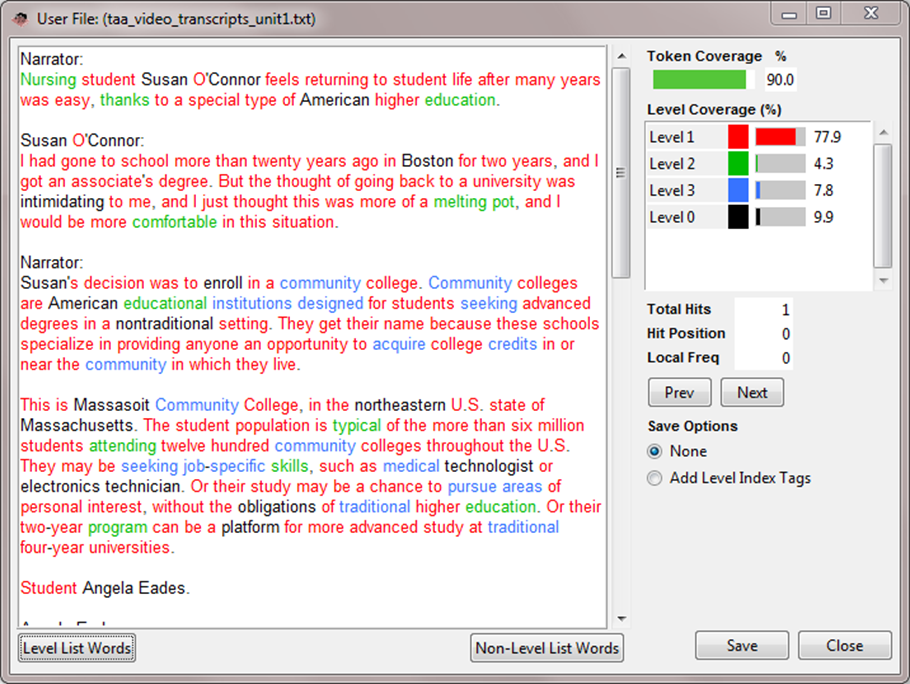 User File: (taa_video_transcripts_unit1.txt)
Narrator:
Nursing student Susan O'Connor feels returning to student life after many years
was easy, thanks to a special type of American higher education.
Susan O'Connor:
I had gone to school more than twenty years ago in Boston for two years, and I
got an associate's degree. But the thought of going back to a university was
intimidating to me, and I just thought this was more of a melting pot, and I
would be more comfortable in this situation.
Narrator:
Susan's decision was to enroll in a community college. Community colleges
are American educational institutions designed for students seeking advanced
degrees in a nontraditional setting. They get their name because these schools
specialize in providing anyone an opportunity to acquire college credits in or
near the community in which they live.
This is Massasoit Community College, in the northeastern U.S. state of
Massachusetts. The student population is typical of the more than six million
students attending twelve hundred community colleges throughout the U.S.
They may be seeking job-specific skills, such as medical technologist or
electronics technician. Or their study may be a chance to pursue areas of
personal interest, without the obligations of traditional higher education. Or their
two-year program can be a platform for more advanced study at traditional
four-year universities.
Student Angela Eades.
Level List Words
Non-Level List Words
Token Coverage %
90.0
Level Coverage (%)
Level 1 77.9
Level 2 4.3
Level 3 7.8
Level 0 9.9
Total Hits 1
Hit Position 0
Local Freq 0
Prev Next
Save Options
None
Add Level Index Tags
Save Close